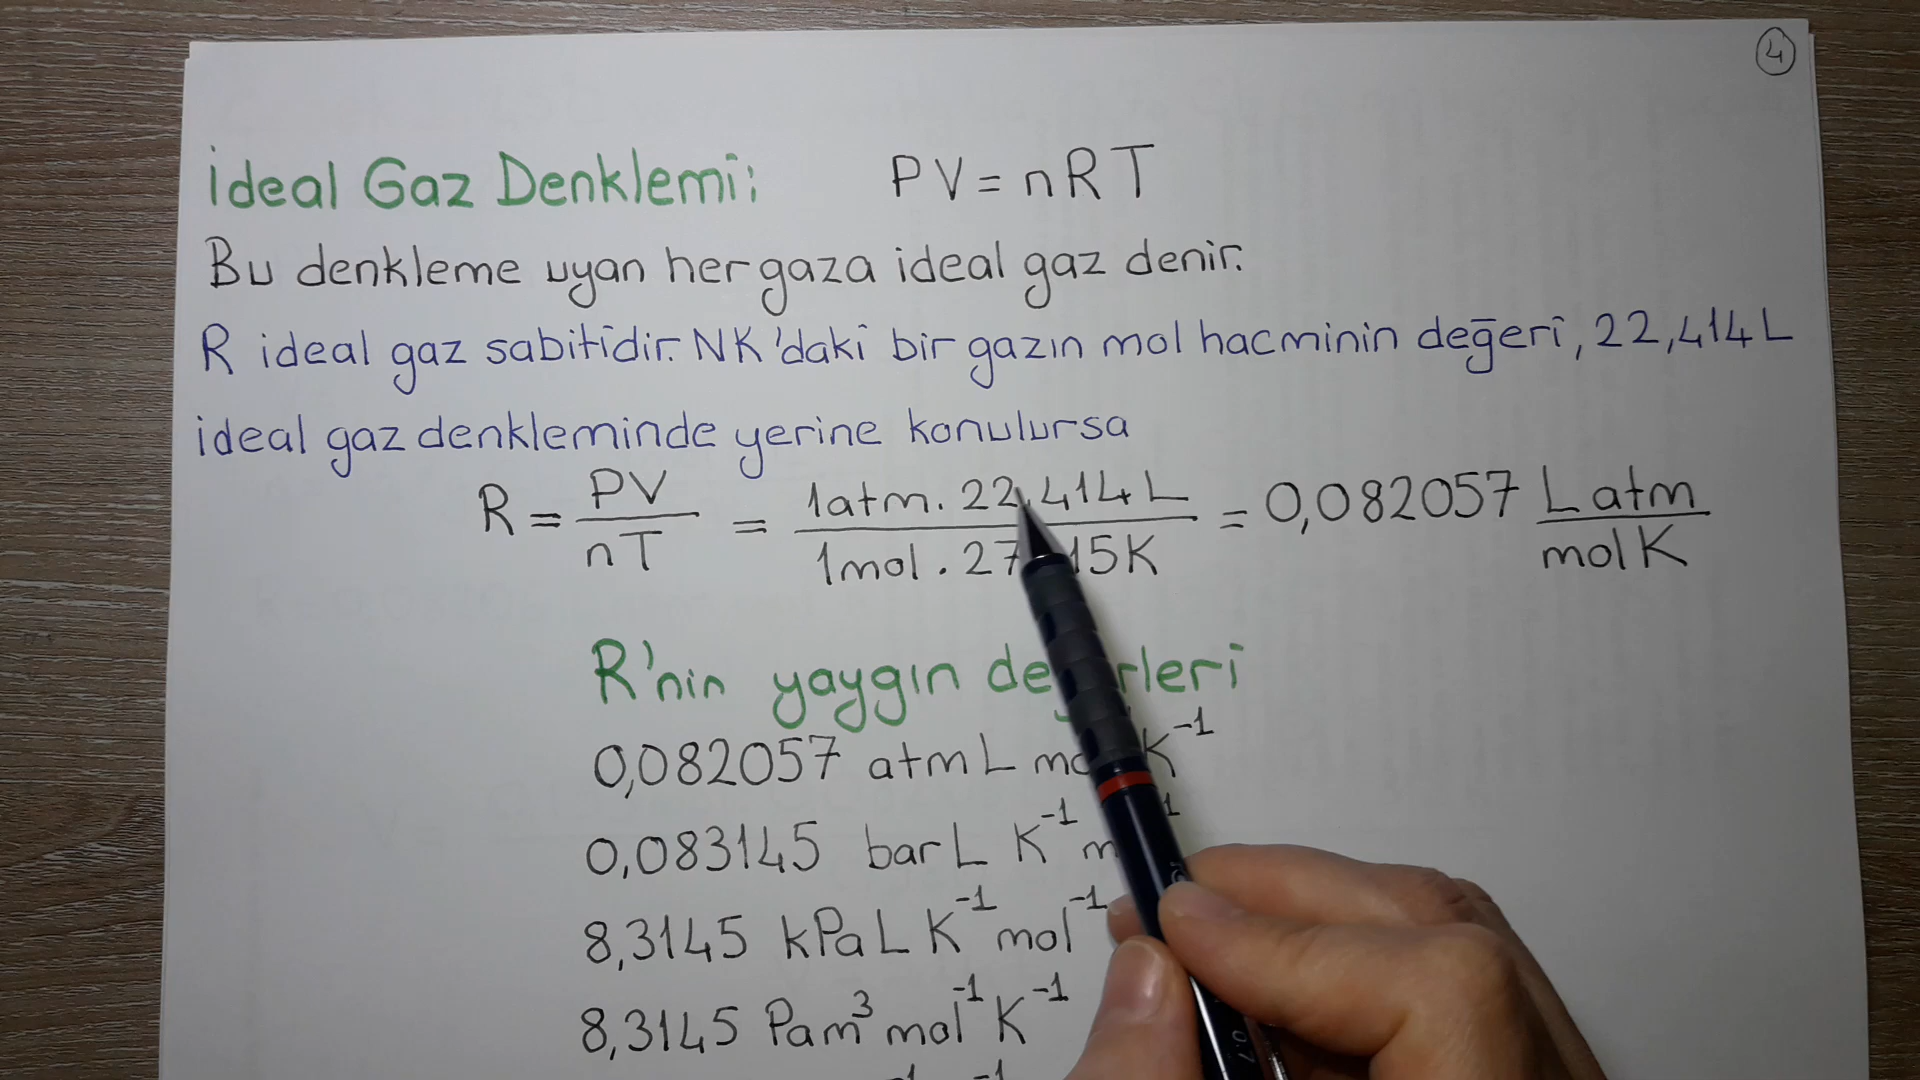 4
İdeal Gaz Denklemi: PV = nRT
Bu denkleme uyan her gaza ideal gaz denir.
R ideal gaz sabitidir. NK'daki bir gazın mol hacminin değeri, 22,414 L
ideal gaz denkleminde yerine konulursa
R = PV/nT = 1atm. 22,414 L / 1mol . 27 15K = 0,082057 L atm / mol K
R'nin yaygın
0,082057 atm L K⁻¹
0,083145 bar L K⁻¹
8,3145 kPa L K⁻¹ mol⁻¹
8,3145 Pa m³ mol⁻¹ K⁻¹
0.7